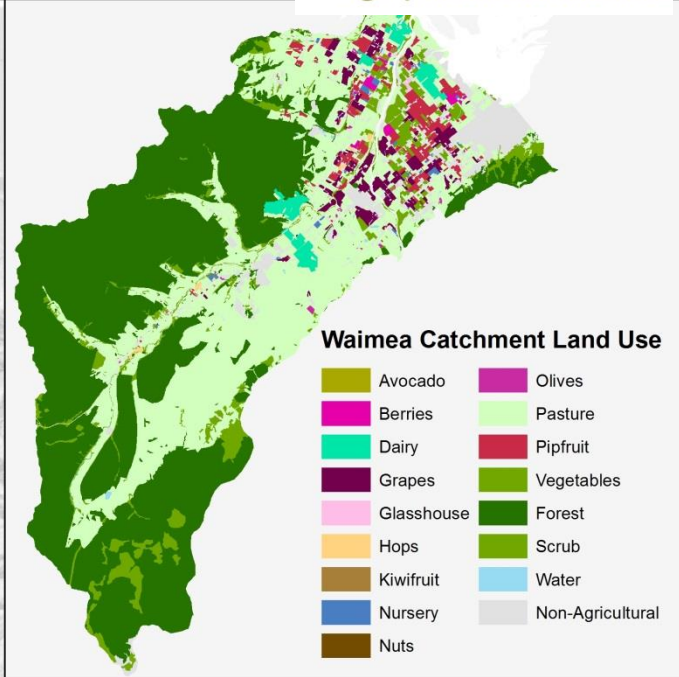 Waimea Catchment Land Use
Avocado
Berries
Dairy
Grapes
Glasshouse
Hops
Kiwifruit
Nursery
Nuts
Olives
Pasture
Pipfruit
Vegetables
Forest
Scrub
Water
Non-Agricultural